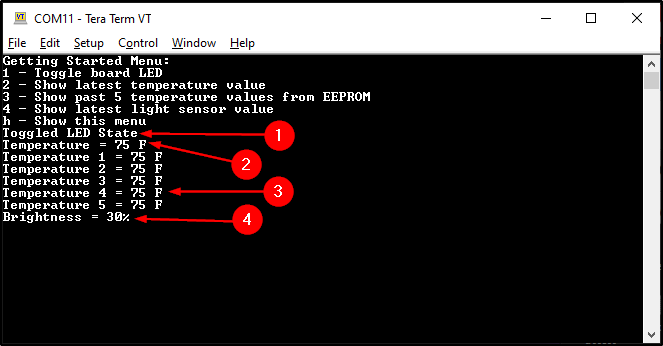 COM11 - Tera Term VT
File Edit Setup Control Window Help
Getting Started Menu:
1 - Toggle board LED
2 - Show latest temperature value
3 - Show past 5 temperature values from EEPROM
4 - Show latest light sensor value
h - Show this menu
Toggled LED State
1
Temperature = 75 F
2
Temperature 1 = 75 F
Temperature 2 = 75 F
Temperature 3 = 75 F
Temperature 4 = 75 F
3
Temperature 5 = 75 F
Brightness = 30%
4